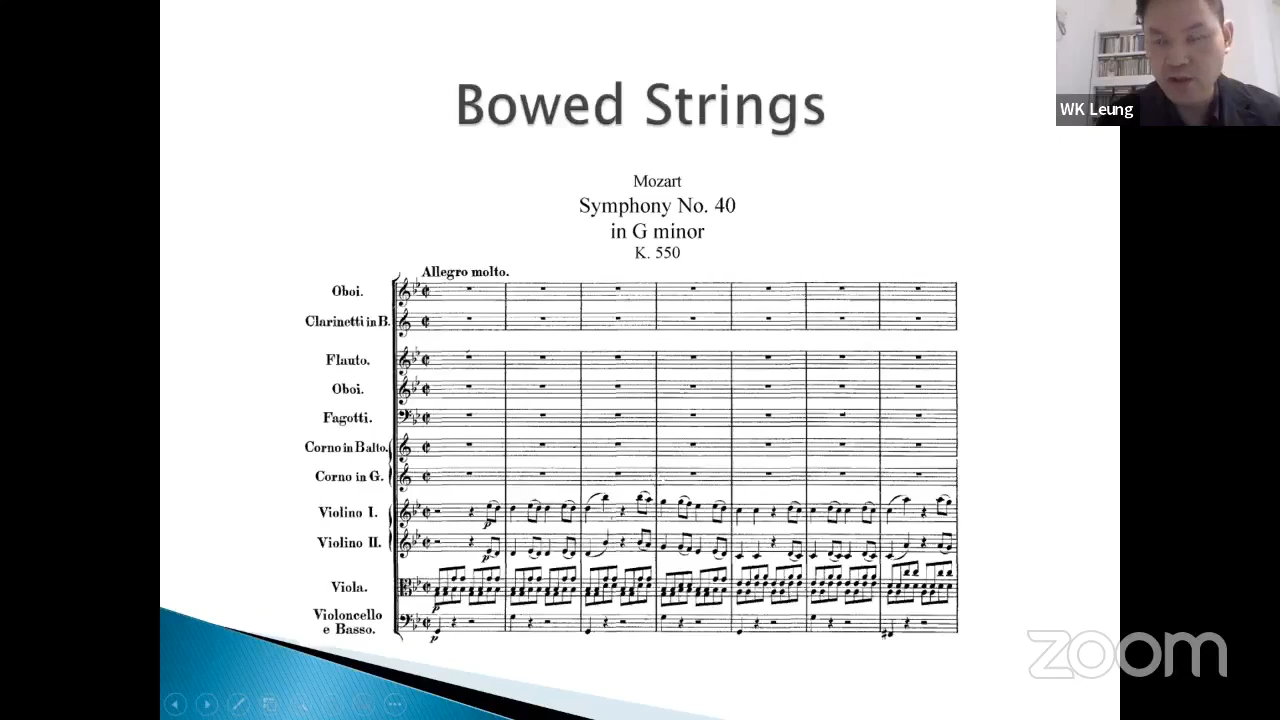 WK Leung
Bowed Strings
Mozart
Symphony No. 40
in G minor
K. 550
Allegro molto.
Oboi.
Clarinetti in B.
Flauto.
Oboi.
Fagotti.
Corno in Balto.
Corno in G.
Violino I.
p
Violino II.
p
Viola.
p
Violoncello
e Basso.
p
zoom